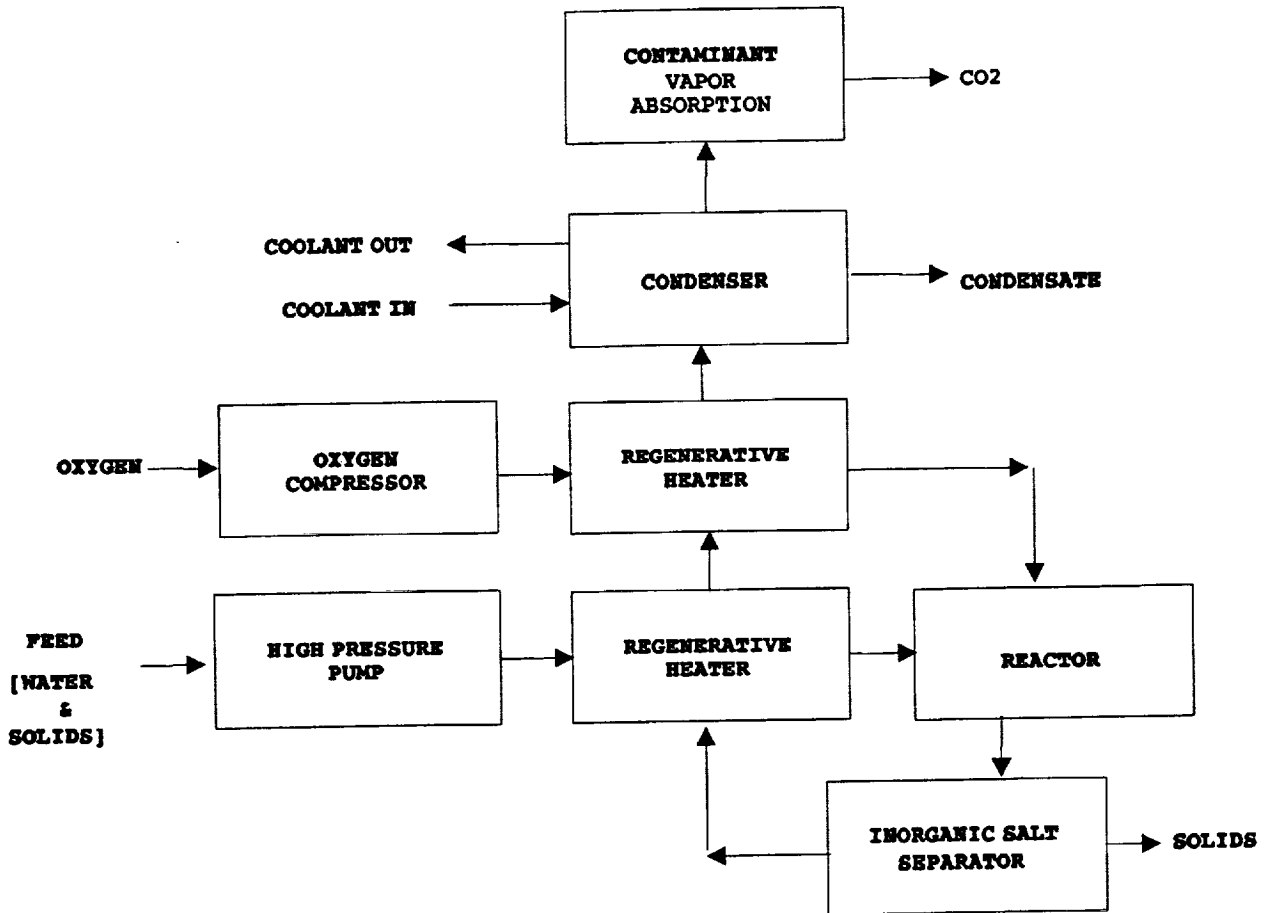 CONTAMINANT
VAPOR
ABSORPTION
CO2
COOLANT OUT
COOLANT IN
CONDENSER
CONDENSATE
OXYGEN
OXYGEN
COMPRESSOR
REGENERATIVE
HEATER
FEED
[WATER
&
SOLIDS]
HIGH PRESSURE
PUMP
REGENERATIVE
HEATER
REACTOR
INORGANIC SALT
SEPARATOR
SOLIDS